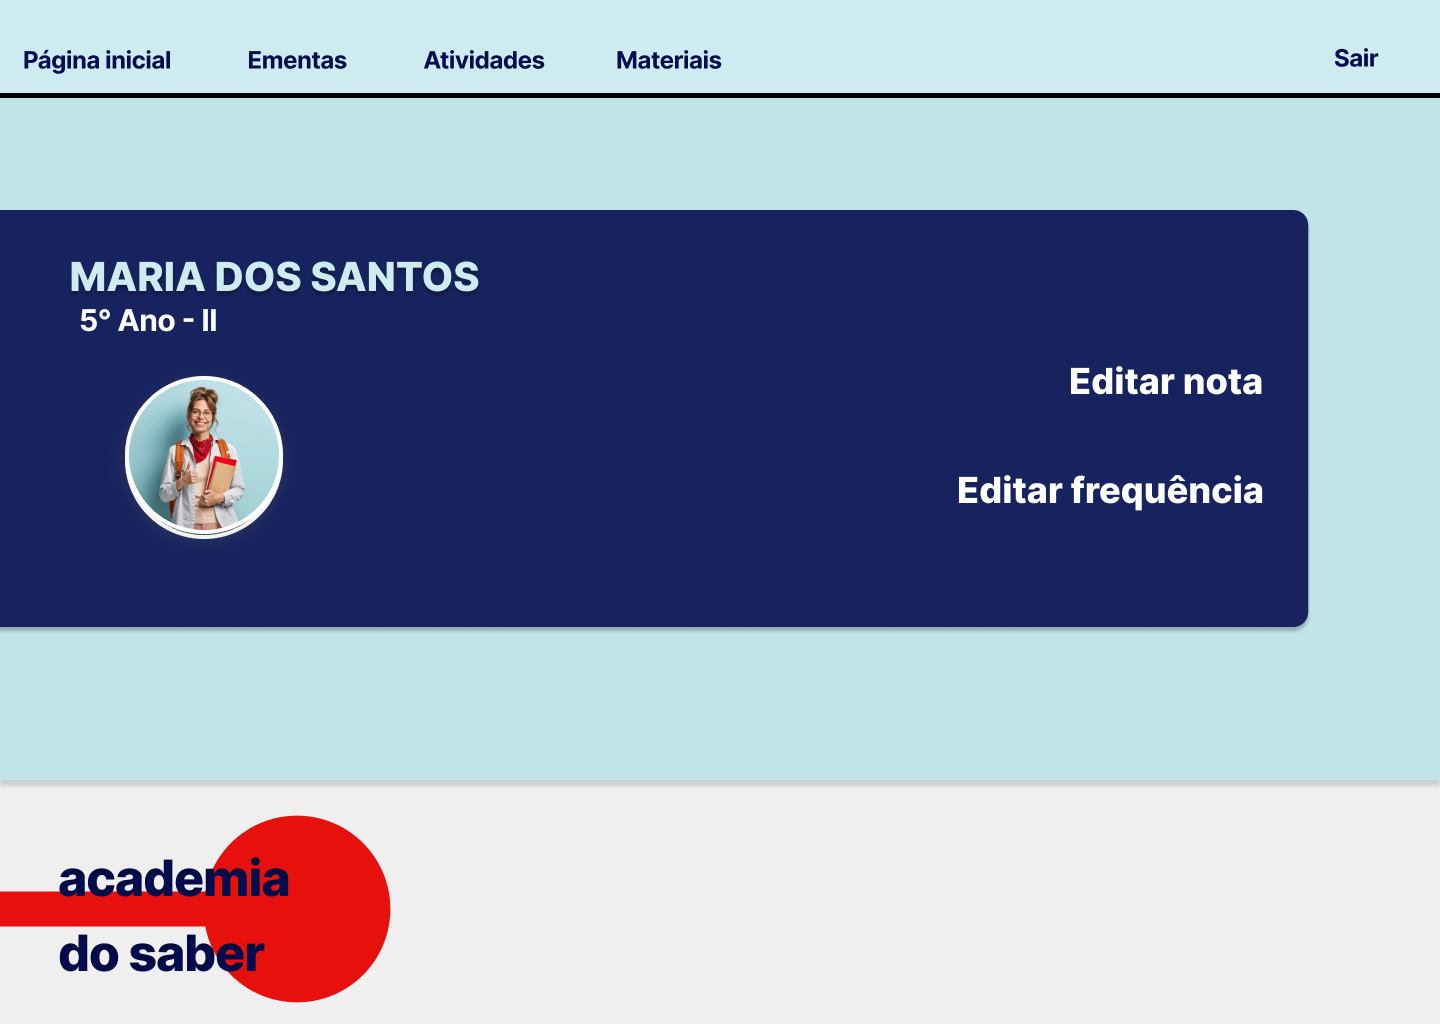 Página inicial
Ementas
Atividades
Materiais
Sair
MARIA DOS SANTOS
5° Ano - II
Editar nota
Editar frequência
academia
do saber